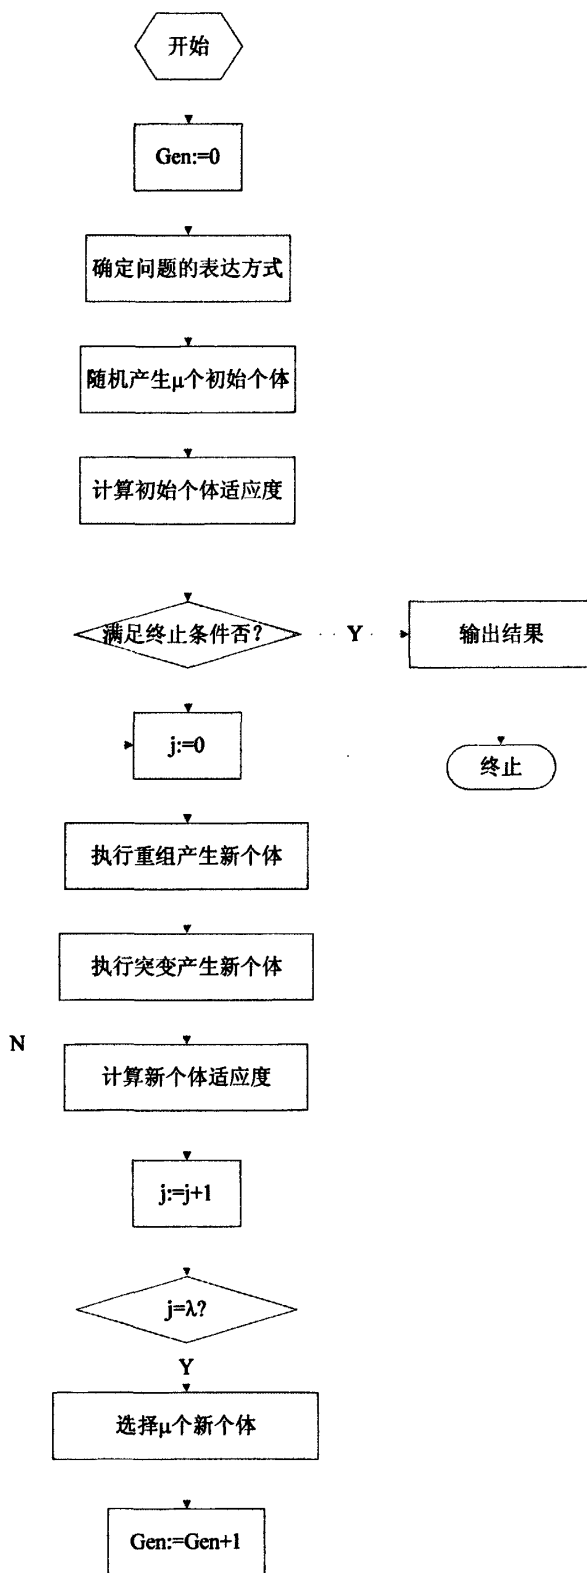 开始
Gen:=0
确定问题的表达方式
随机产生μ个初始个体
计算初始个体适应度
满足终止条件否？
Y
输出结果
j:=0
终止
执行重组产生新个体
执行突变产生新个体
N
计算新个体适应度
j:=j+1
j=λ?
Y
选择μ个新个体
Gen:=Gen+1